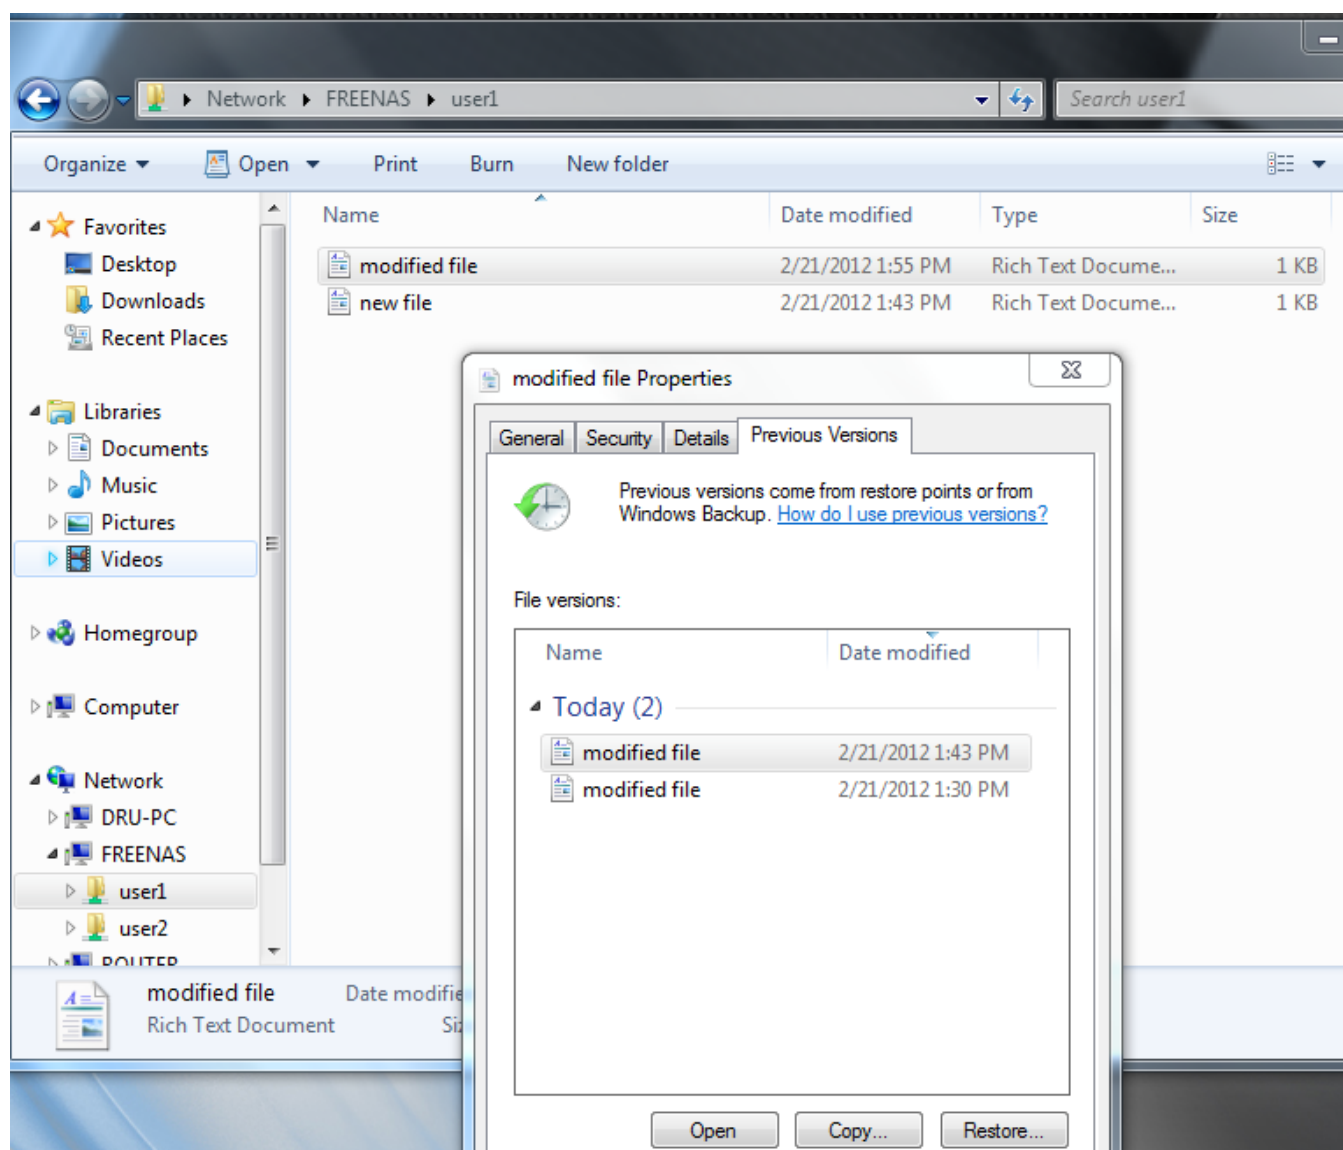 Network FREENAS user1
Search user1
Organize Open Print Burn New folder
Name Date modified Type Size
modified file 2/21/2012 1:55 PM Rich Text Docume... 1 KB
new file 2/21/2012 1:43 PM Rich Text Docume... 1 KB
Favorites
Desktop
Downloads
Recent Places
Libraries
Documents
Music
Pictures
Videos
Homegroup
Computer
Network
DRU-PC
FREENAS
user1
user2
ROUTER
modified file Properties
General Security Details Previous Versions
Previous versions come from restore points or from
Windows Backup. How do I use previous versions?
File versions:
Name Date modified
Today (2)
modified file 2/21/2012 1:43 PM
modified file 2/21/2012 1:30 PM
Open Copy... Restore...
modified file Date modifie
Rich Text Document Siz